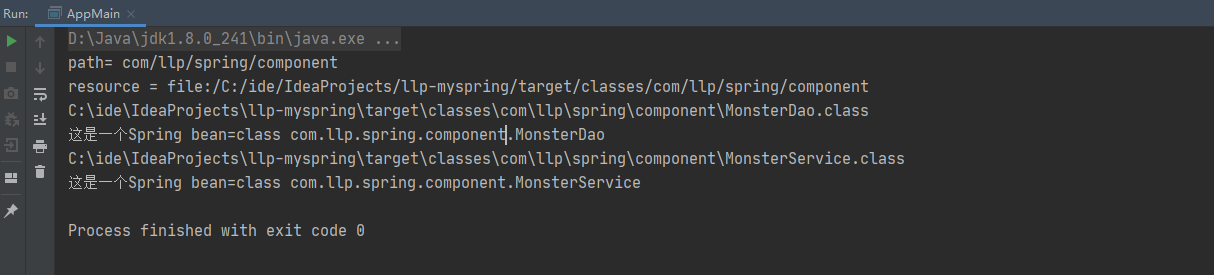 Run: AppMain ×
D:\Java\jdk1.8.0_241\bin\java.exe ...
path= com/llp/spring/component
resource = file:/C:/ide/IdeaProjects/llp-myspring/target/classes/com/llp/spring/component
C:\ide\IdeaProjects\llp-myspring\target\classes\com\llp\spring\component\MonsterDao.class
这是一个Spring bean=class com.llp.spring.component.MonsterDao
C:\ide\IdeaProjects\llp-myspring\target\classes\com\llp\spring\component\MonsterService.class
这是一个Spring bean=class com.llp.spring.component.MonsterService
Process finished with exit code 0